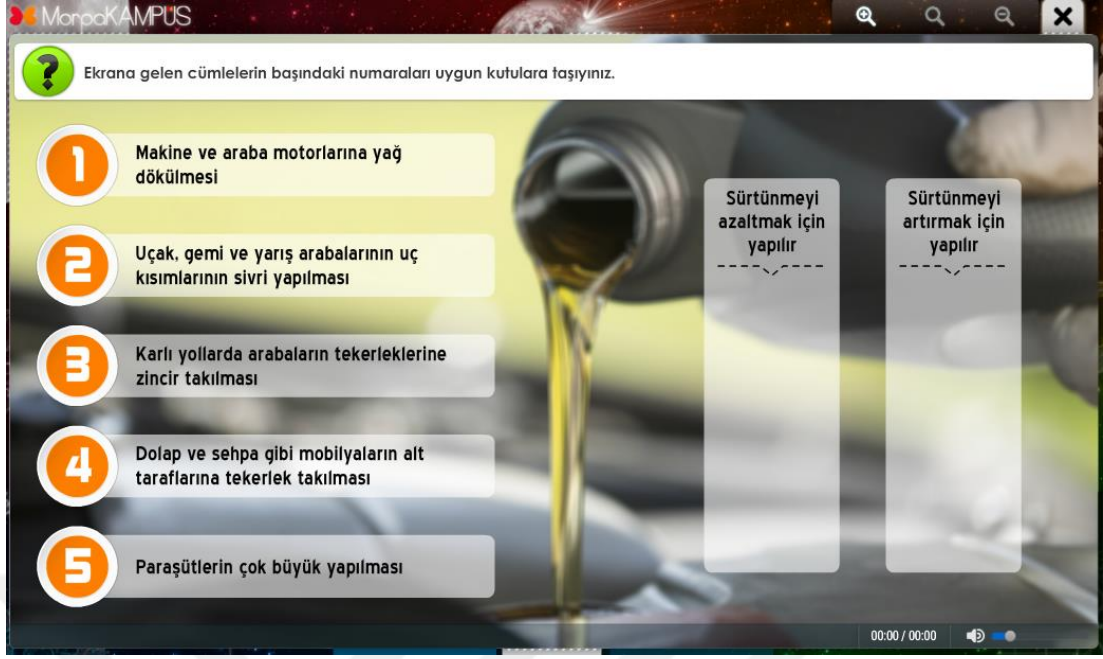 MorpaKAMPÜS
Ekrana gelen cümlelerin başındaki numaraları uygun kutulara taşıyınız.
1
Makine ve araba motorlarına yağ
dökülmesi
2
Uçak, gemi ve yarış arabalarının uç
kısımlarının sivri yapılması
3
Karlı yollarda arabaların tekerleklerine
zincir takılması
4
Dolap ve sehpa gibi mobilyaların alt
taraflarına tekerlek takılması
5
Paraşütlerin çok büyük yapılması
Sürtünmeyi
azaltmak için
yapılır
Sürtünmeyi
artırmak için
yapılır
00:00 / 00:00